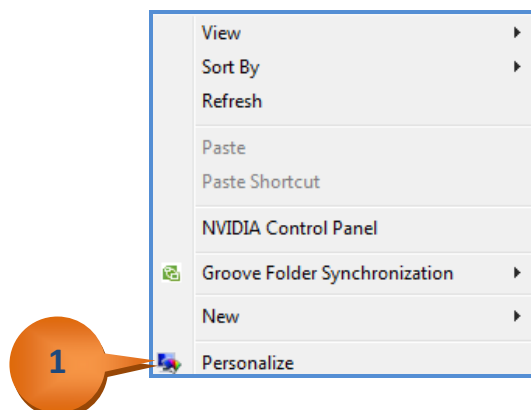 View
Sort By
Refresh
Paste
Paste Shortcut
NVIDIA Control Panel
Groove Folder Synchronization
New
1
Personalize